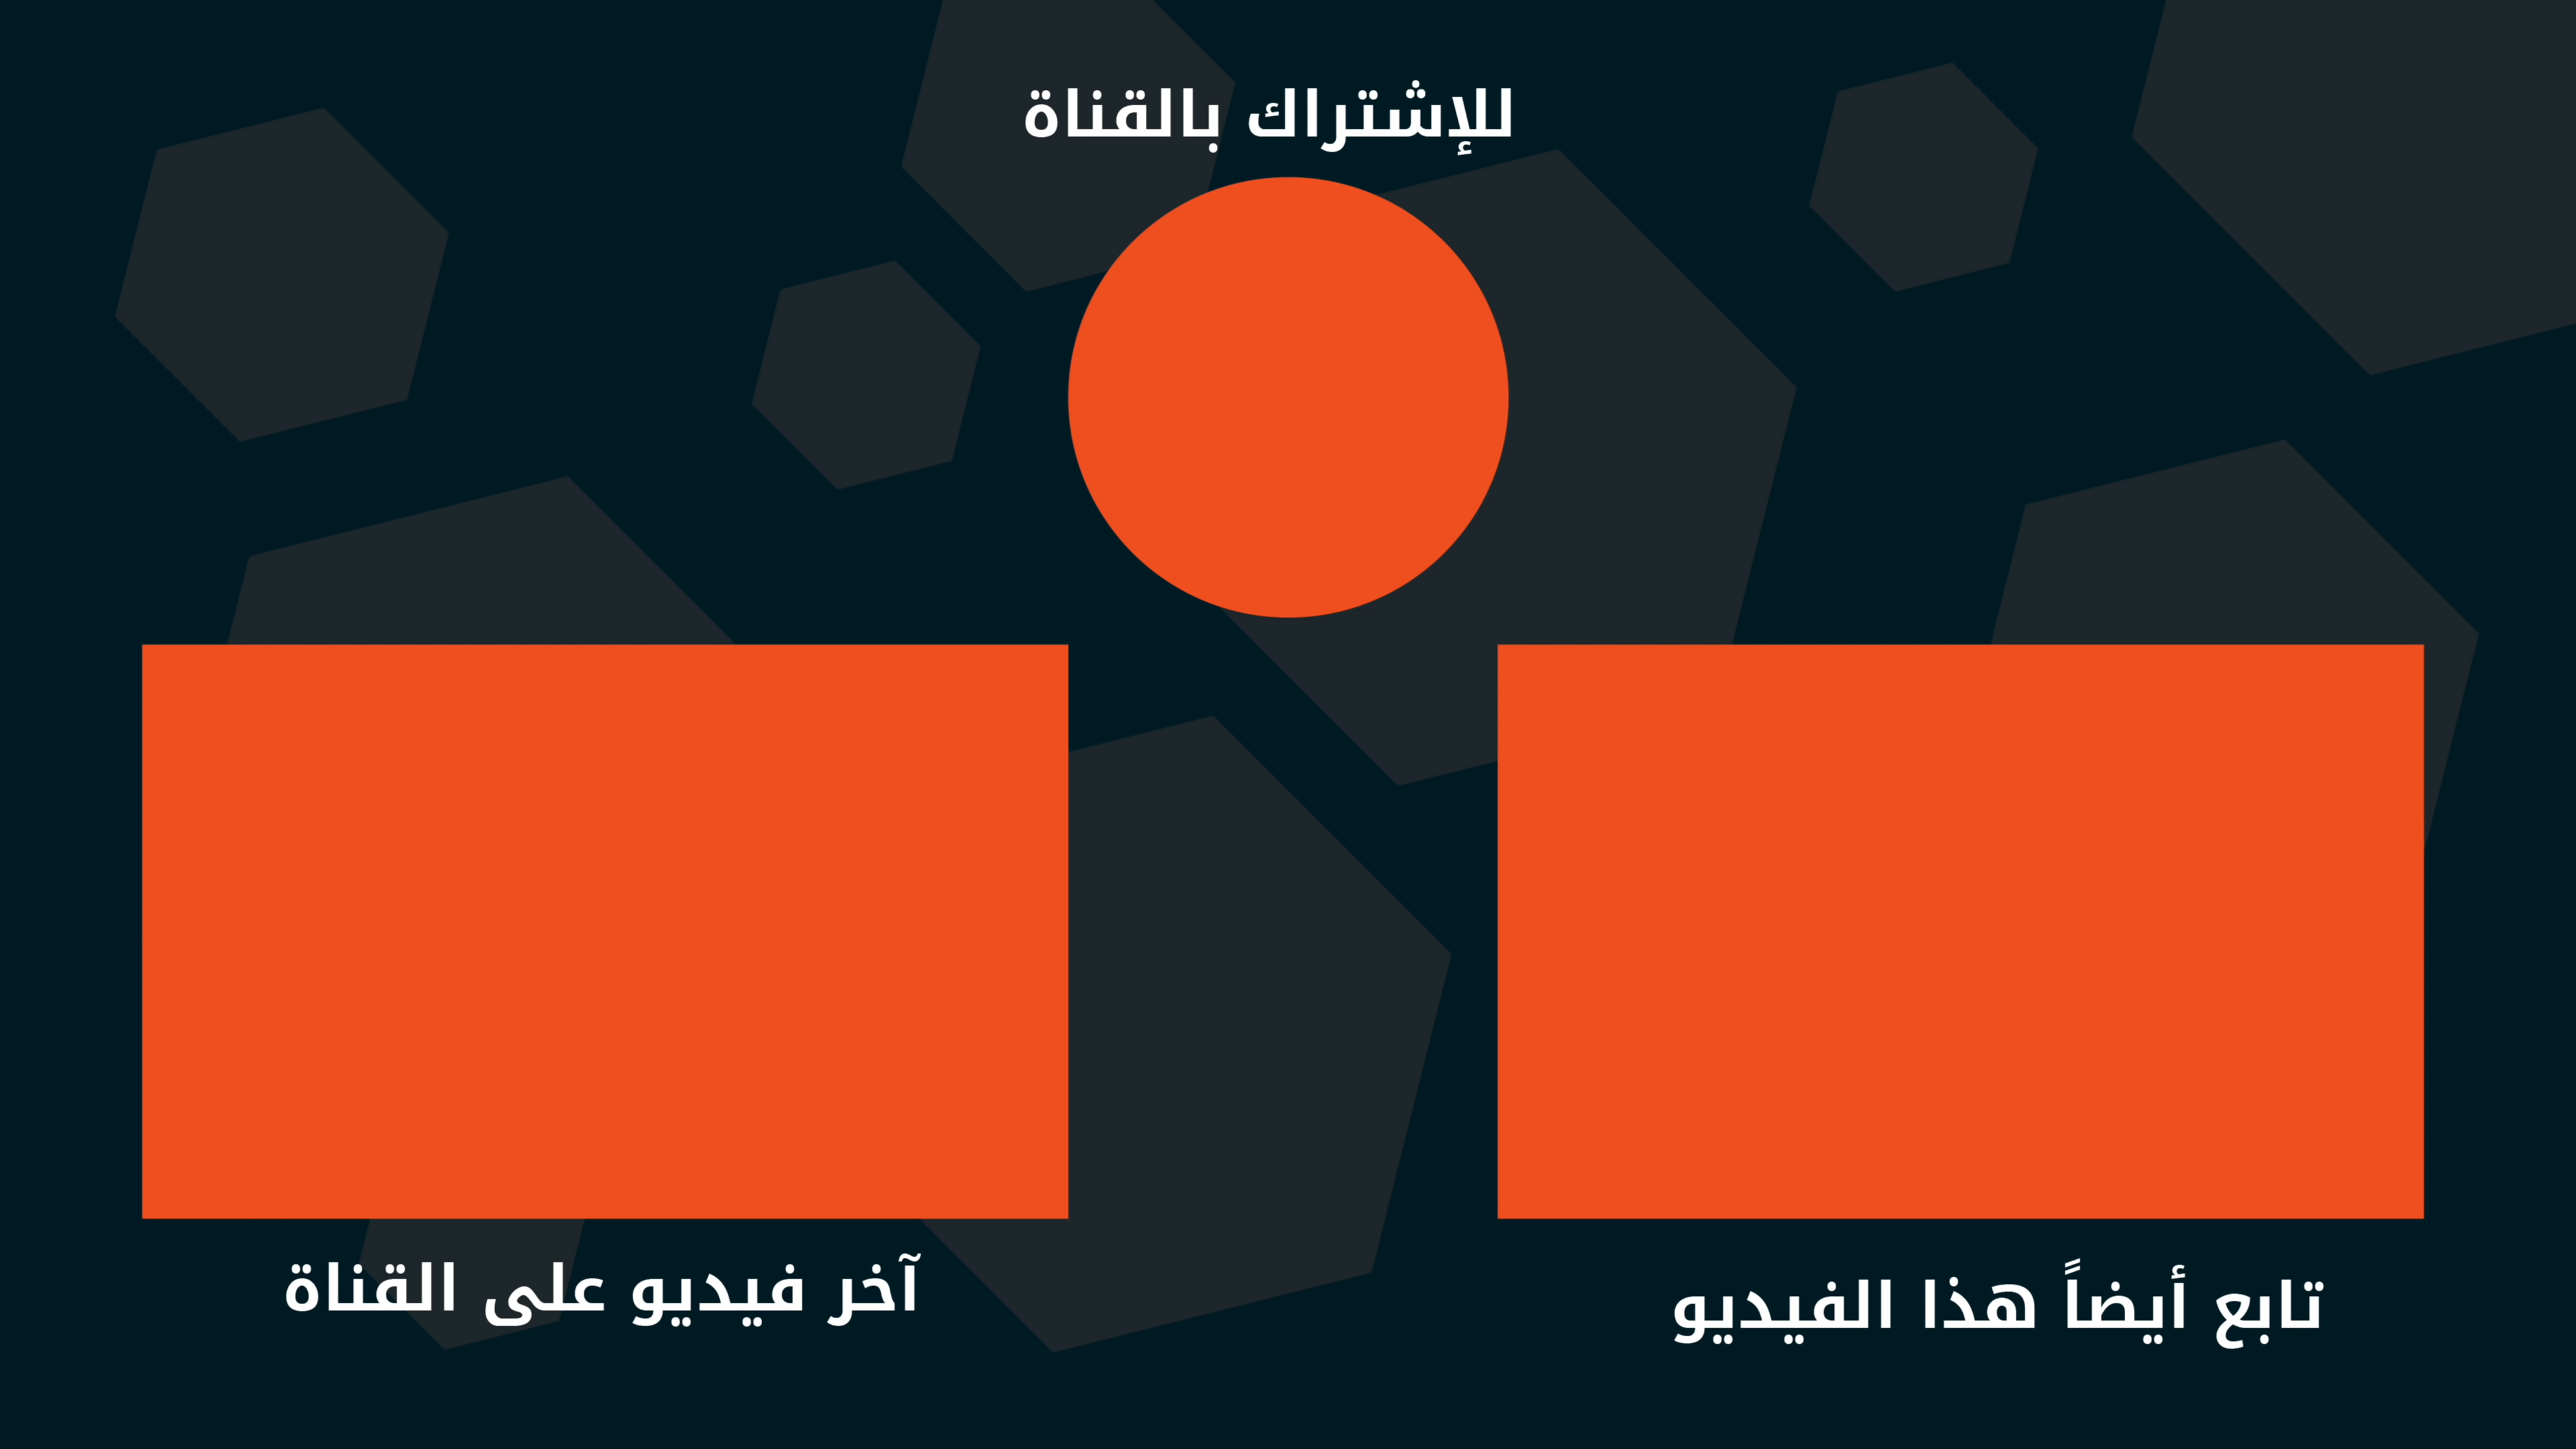 للإشتراك بالقناة
تابع أيضاً هذا الفيديو
آخر فيديو على القناة